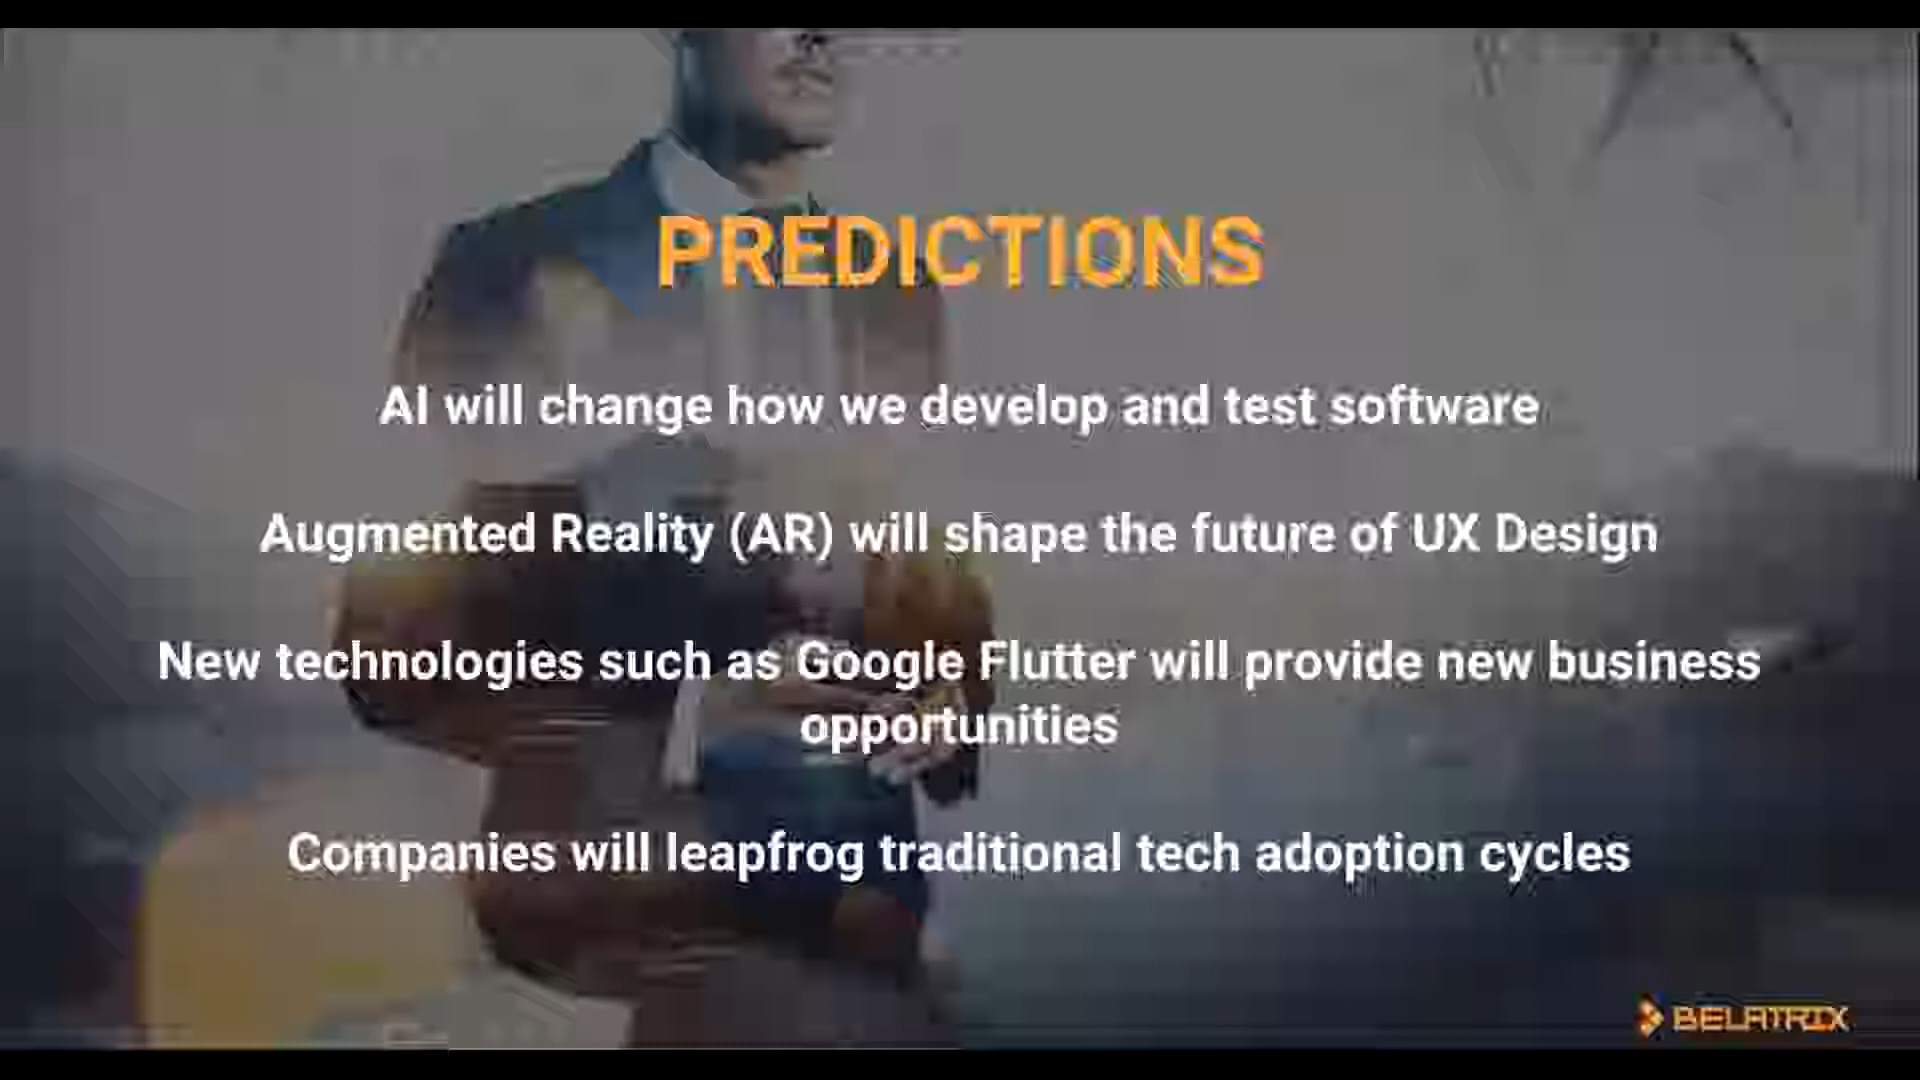 PREDICTIONS
AI will change how we develop and test software
Augmented Reality (AR) will shape the future of UX Design
New technologies such as Google Flutter will provide new business
opportunities
Companies will leapfrog traditional tech adoption cycles
BELATRIX